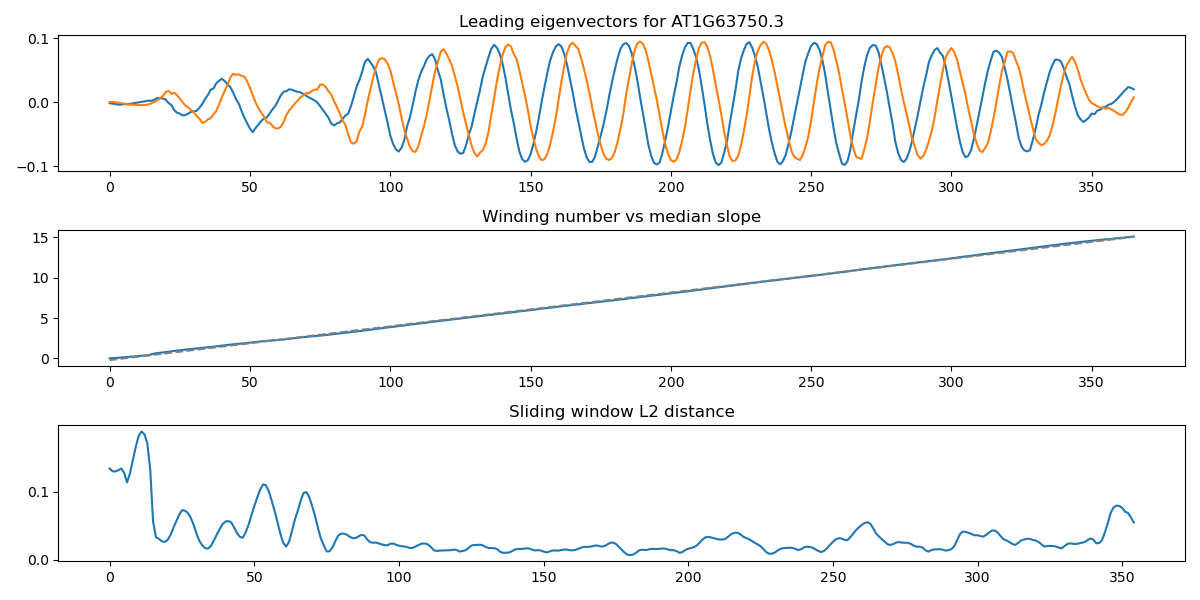 Leading eigenvectors for AT1G63750.3
0.1
0.0
−0.1
0 50 100 150 200 250 300 350
Winding number vs median slope
15
10
5
0
0 50 100 150 200 250 300 350
Sliding window L2 distance
0.1
0.0
0 50 100 150 200 250 300 350